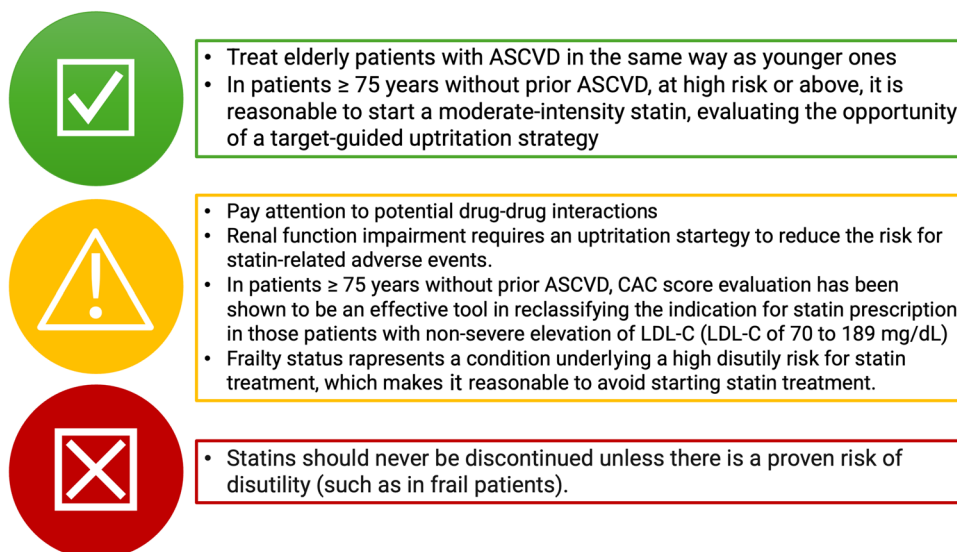 • Treat elderly patients with ASCVD in the same way as younger ones
• In patients ≥ 75 years without prior ASCVD, at high risk or above, it is
reasonable to start a moderate-intensity statin, evaluating the opportunity
of a target-guided uptritation strategy
• Pay attention to potential drug-drug interactions
• Renal function impairment requires an uptritation startegy to reduce the risk for
statin-related adverse events.
• In patients ≥ 75 years without prior ASCVD, CAC score evaluation has been
shown to be an effective tool in reclassifying the indication for statin prescription
in those patients with non-severe elevation of LDL-C (LDL-C of 70 to 189 mg/dL)
• Frailty status rapresents a condition underlying a high disutily risk for statin
treatment, which makes it reasonable to avoid starting statin treatment.
• Statins should never be discontinued unless there is a proven risk of
disutility (such as in frail patients).